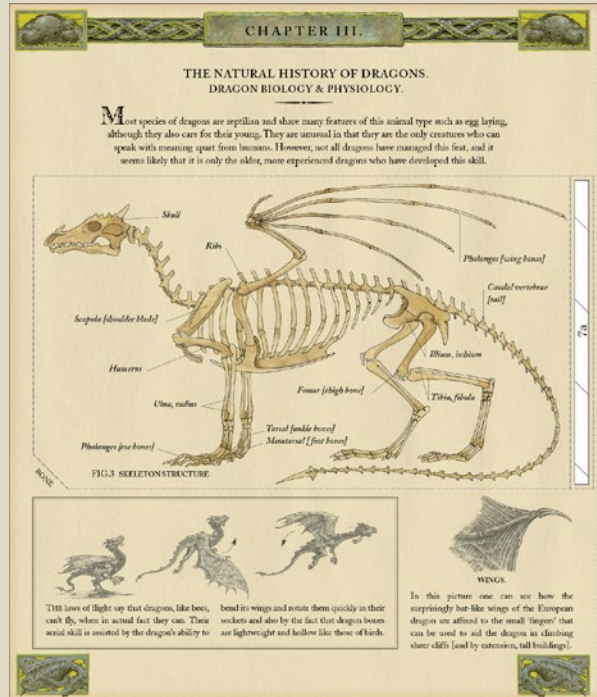 CHAPTER III.
THE NATURAL HISTORY OF DRAGONS.
DRAGON BIOLOGY & PHYSIOLOGY.
Most species of dragons are reptilian and share many features of this animal type such as egg laying,
although they also care for their young. They are unusual in that they are the only creatures who can
speak with meaning apart from humans. However, not all dragons have managed this feat, and it
seems likely that it is only the older, more experienced dragons who have developed this skill.
Skull
Ribs
Phalanges [wing bones]
Caudal vertebrae
[tail]
Scapula [shoulder blade]
7a
Illium, ischium
Humerus
Femur [thigh bone]
Tibia, fibula
Ulna, radius
Tarsal [ankle bones]
Metatarsal [foot bones]
Phalanges [toe bones]
FIG.3 SKELETON STRUCTURE
BONE
THE laws of flight say that dragons, like bees,
can't fly, when in actual fact they can. Their
aerial skill is assisted by the dragon's ability to
bend its wings and rotate them quickly in their
sockets and also by the fact that dragon bones
are lightweight and hollow like those of birds.
WINGS.
In this picture one can see how the
surprisingly bat-like wings of the European
dragon are affixed to the small 'fingers' that
can be used to aid the dragon in climbing
sheer cliffs [and by extension, tall buildings].